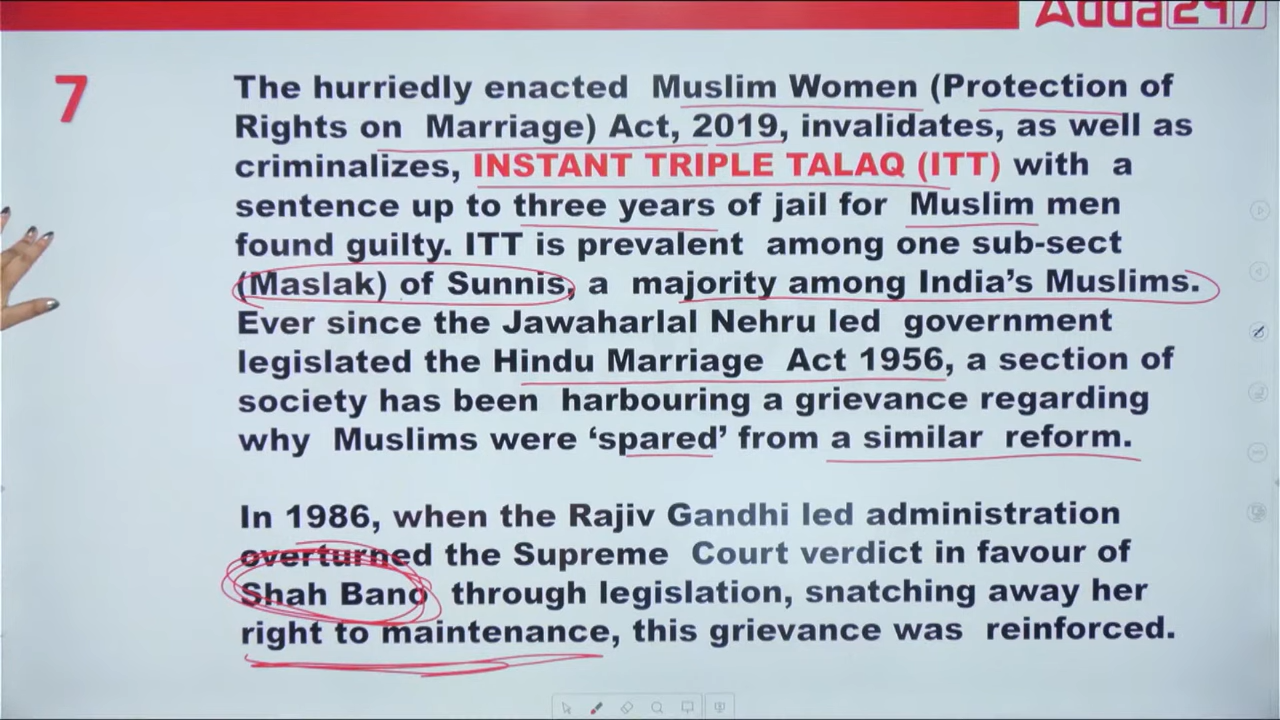 Adda247
7
The hurriedly enacted Muslim Women (Protection of
Rights on Marriage) Act, 2019, invalidates, as well as
criminalizes, INSTANT TRIPLE TALAQ (ITT) with a
sentence up to three years of jail for Muslim men
found guilty. ITT is prevalent among one sub-sect
(Maslak) of Sunnis, a majority among India’s Muslims.
Ever since the Jawaharlal Nehru led government
legislated the Hindu Marriage Act 1956, a section of
society has been harbouring a grievance regarding
why Muslims were ‘spared’ from a similar reform.
In 1986, when the Rajiv Gandhi led administration
overturned the Supreme Court verdict in favour of
Shah Bano through legislation, snatching away her
right to maintenance, this grievance was reinforced.